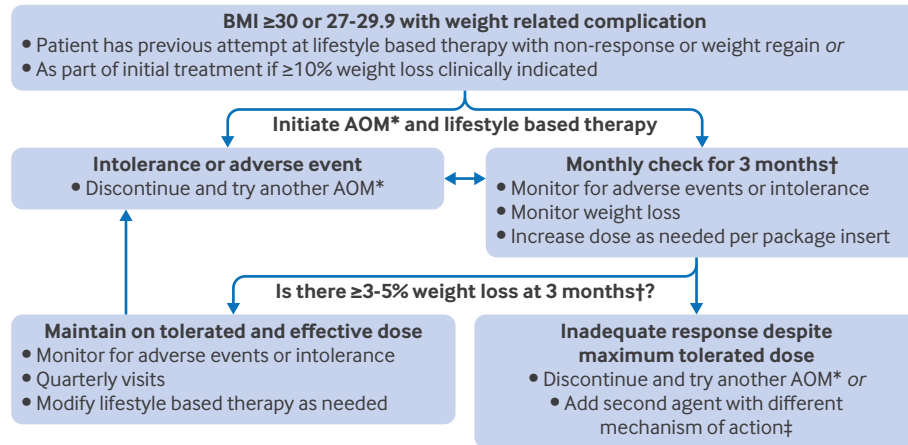 BMI ≥30 or 27-29.9 with weight related complication
• Patient has previous attempt at lifestyle based therapy with non-response or weight regain or
• As part of initial treatment if ≥10% weight loss clinically indicated
Initiate AOM* and lifestyle based therapy
Intolerance or adverse event
• Discontinue and try another AOM*
Monthly check for 3 months†
• Monitor for adverse events or intolerance
• Monitor weight loss
• Increase dose as needed per package insert
Is there ≥3-5% weight loss at 3 months†?
Maintain on tolerated and effective dose
• Monitor for adverse events or intolerance
• Quarterly visits
• Modify lifestyle based therapy as needed
Inadequate response despite
maximum tolerated dose
• Discontinue and try another AOM* or
• Add second agent with different
mechanism of action‡